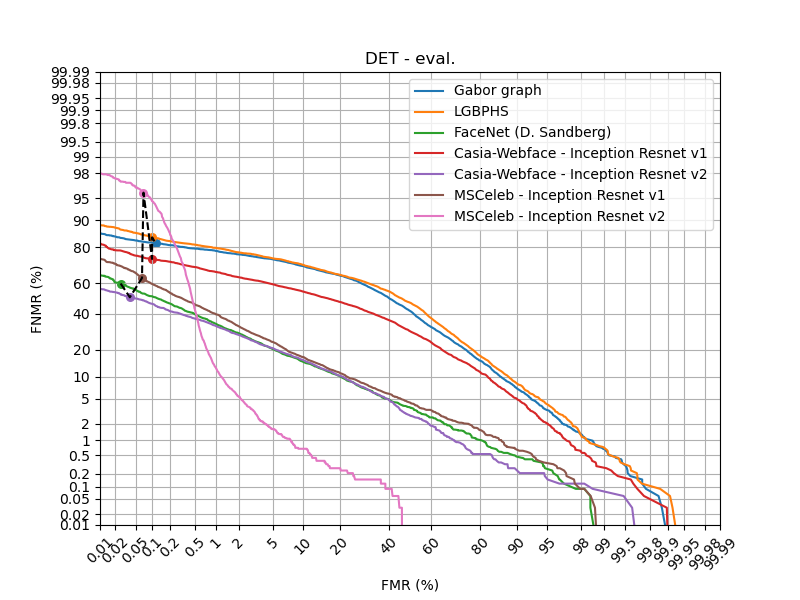 DET - eval.
99.99
99.98
99.95
99.9
99.8
99.5
99
98
95
90
80
60
40
20
10
5
2
1
0.5
0.2
0.1
0.05
0.02
0.01
FNMR (%)
Gabor graph
LGBPHS
FaceNet (D. Sandberg)
Casia-Webface - Inception Resnet v1
Casia-Webface - Inception Resnet v2
MSCeleb - Inception Resnet v1
MSCeleb - Inception Resnet v2
0.01 0.02 0.05 0.1 0.2 0.5 1 2 5 10 20 40 60 80 90 95 98 99 99.5 99.8 99.9 99.95 99.98 99.99
FMR (%)